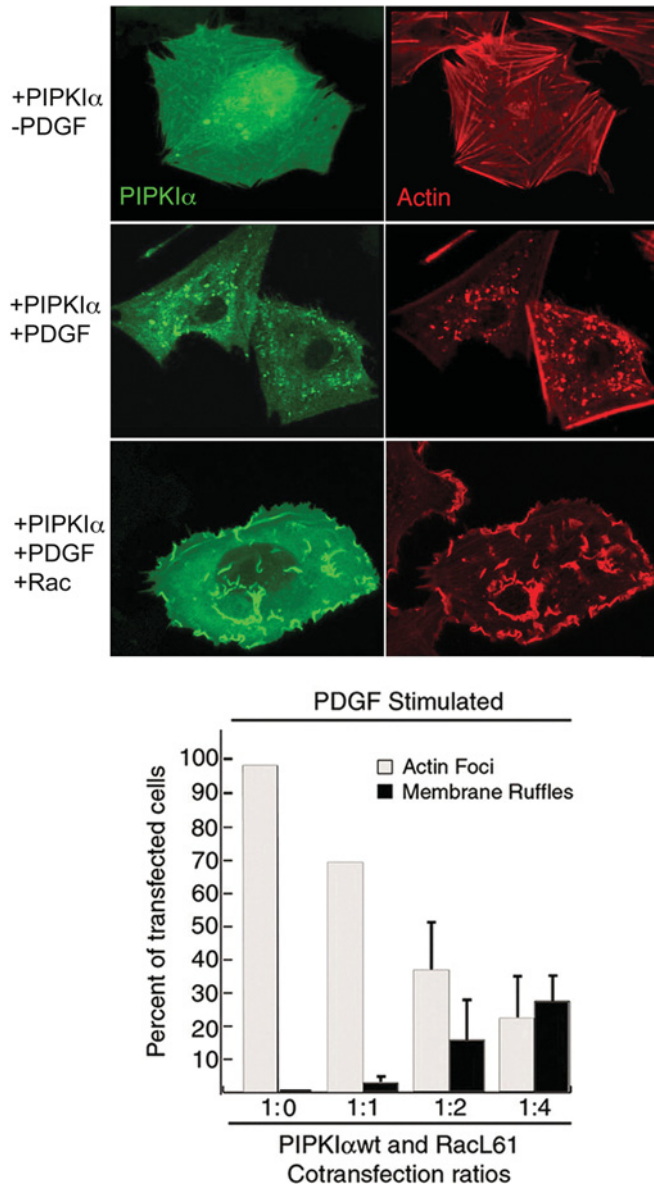 +PIPKIα
-PDGF
PIPKIα
Actin
+PIPKIα
+PDGF
+PIPKIα
+PDGF
+Rac
PDGF Stimulated
Actin Foci
Membrane Ruffles
Percent of transfected cells
100
90
80
70
60
50
40
30
20
10
1:0 1:1 1:2 1:4
PIPKIαwt and RacL61
Cotransfection ratios